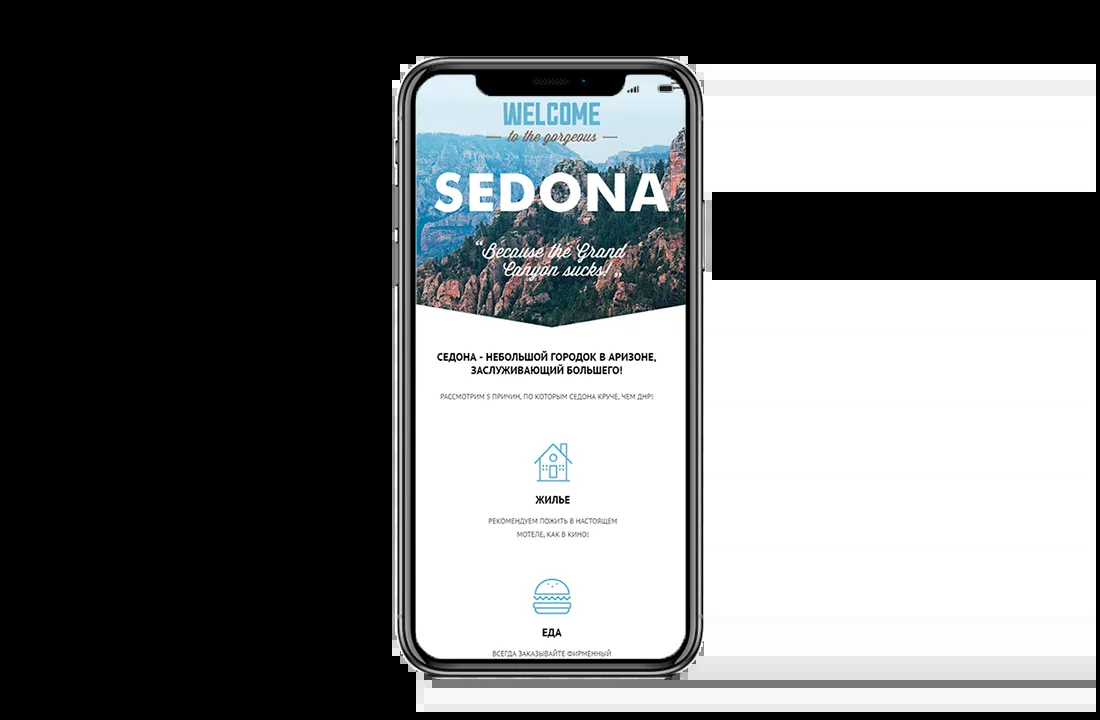 WELCOME
to the gorgeous
SEDONA
“Because the Grand
Canyon sucks!„
СЕДОНА - НЕБОЛЬШОЙ ГОРОДОК В АРИЗОНЕ,
ЗАСЛУЖИВАЮЩИЙ БОЛЬШЕГО!
РАССМОТРИМ 5 ПРИЧИН, ПО КОТОРЫМ СЕДОНА КРУЧЕ, ЧЕМ ДНР!
ЖИЛЬЕ
РЕКОМЕНДУЕМ ПОЖИТЬ В НАСТОЯЩЕМ
МОТЕЛЕ, КАК В КИНО!
ЕДА
ВСЕГДА ЗАКАЗЫВАЙТЕ ФИРМЕННЫЙ